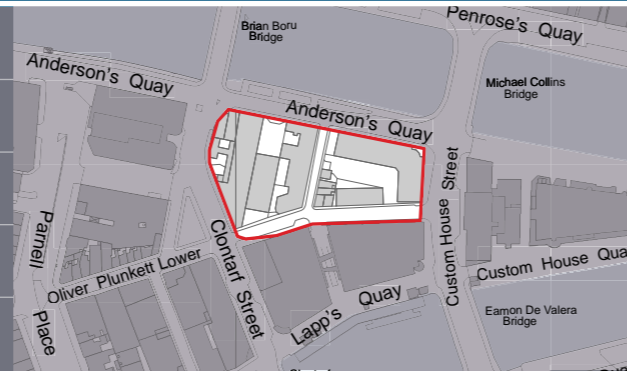 Brian Boru
Bridge
Penrose's Quay
Anderson's Quay
Michael Collins
Bridge
Anderson's Quay
Custom House Street
Parnell
Place
Clontarf Street
Oliver Plunkett Lower
Custom House Qua
Lapp's Quay
Eamon De Valera
Bridge